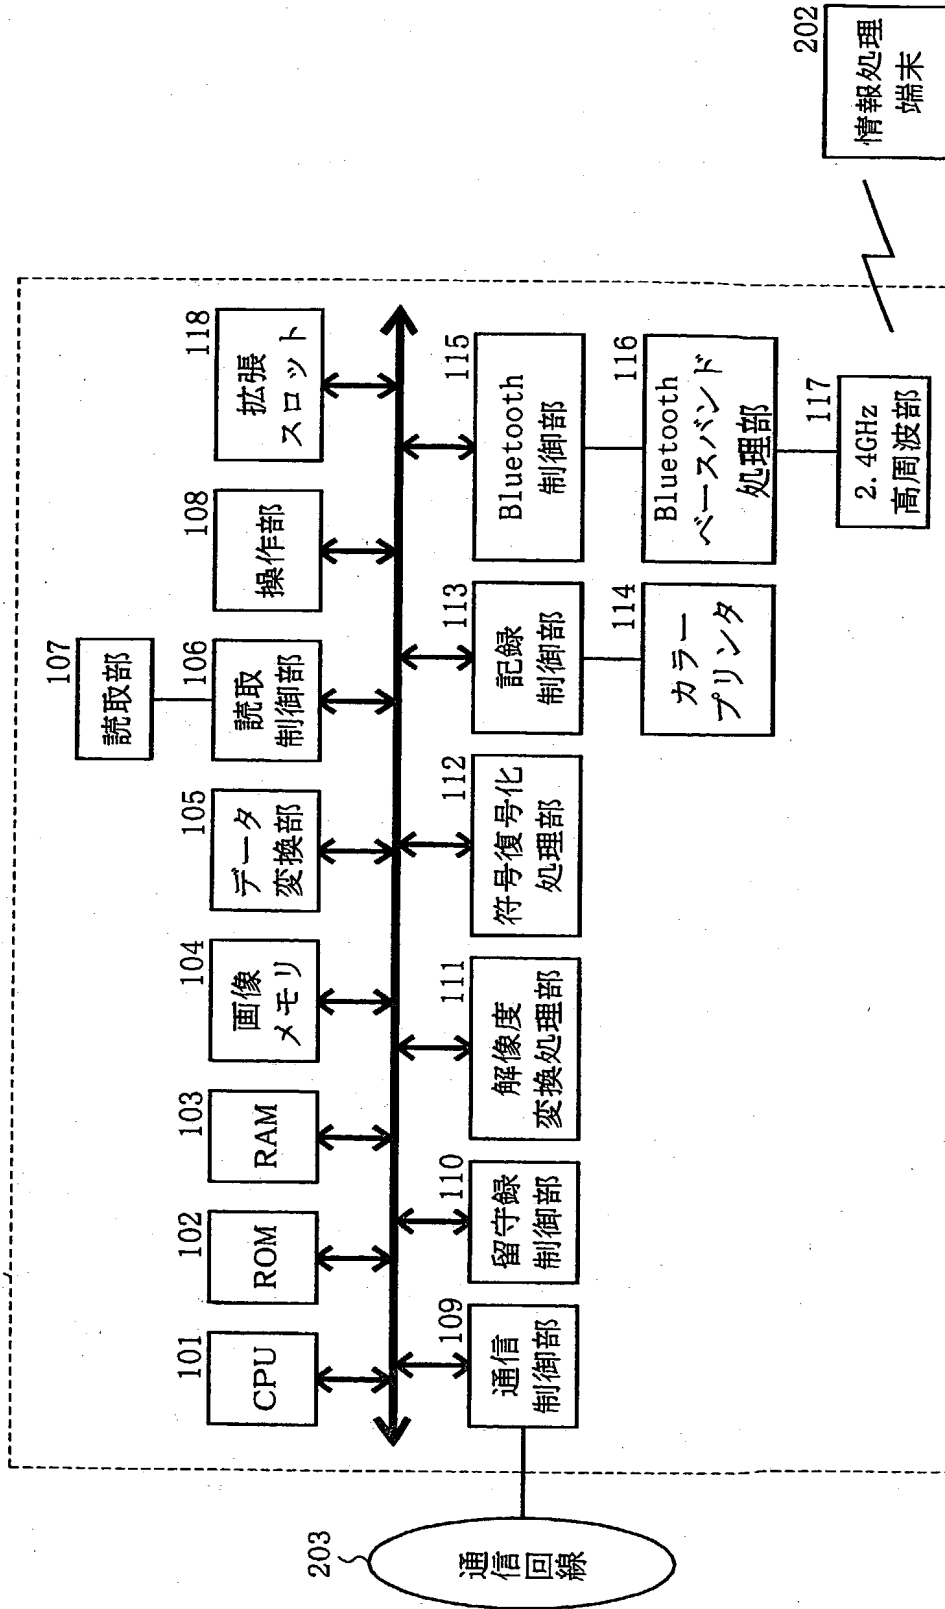 101
CPU
102
ROM
103
RAM
104
画像
メモリ
105
データ
変換部
107
読取部
106
読取
制御部
108
操作部
118
拡張
スロット
203
通信回線
109
通信
制御部
110
留守録
制御部
111
解像度
変換処理部
112
符号復号化
処理部
113
記録
制御部
114
カラー
プリンタ
115
Bluetooth
制御部
116
Bluetooth
ベースバンド
処理部
117
2.4GHz
高周波部
202
情報処理
端末